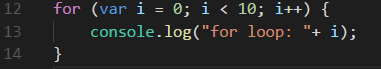 12 for (var i = 0; i < 10; i++) {
13     console.log("for loop: "+ i);
14 }